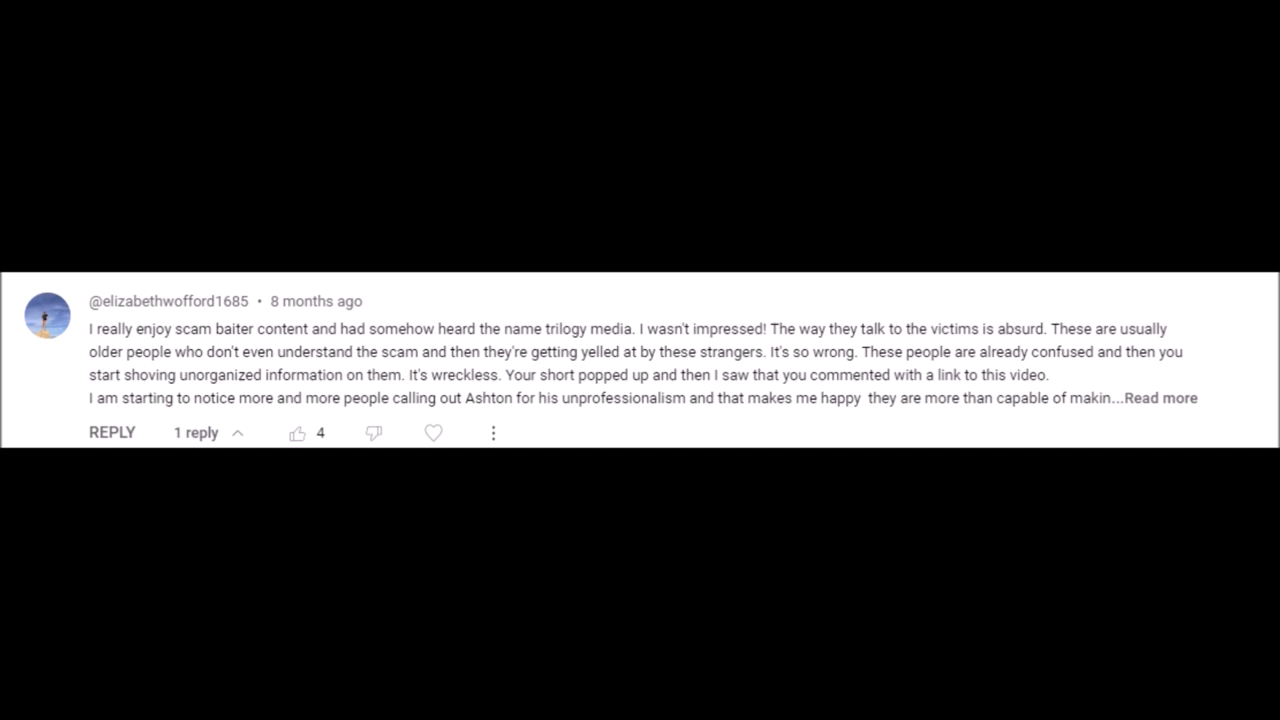 @elizabethwofford1685 • 8 months ago
I really enjoy scam baiter content and had somehow heard the name trilogy media. I wasn't impressed! The way they talk to the victims is absurd. These are usually
older people who don't even understand the scam and then they're getting yelled at by these strangers. It's so wrong. These people are already confused and then you
start shoving unorganized information on them. It's wreckless. Your short popped up and then I saw that you commented with a link to this video.
I am starting to notice more and more people calling out Ashton for his unprofessionalism and that makes me happy  they are more than capable of makin...Read more
REPLY 1 reply 4